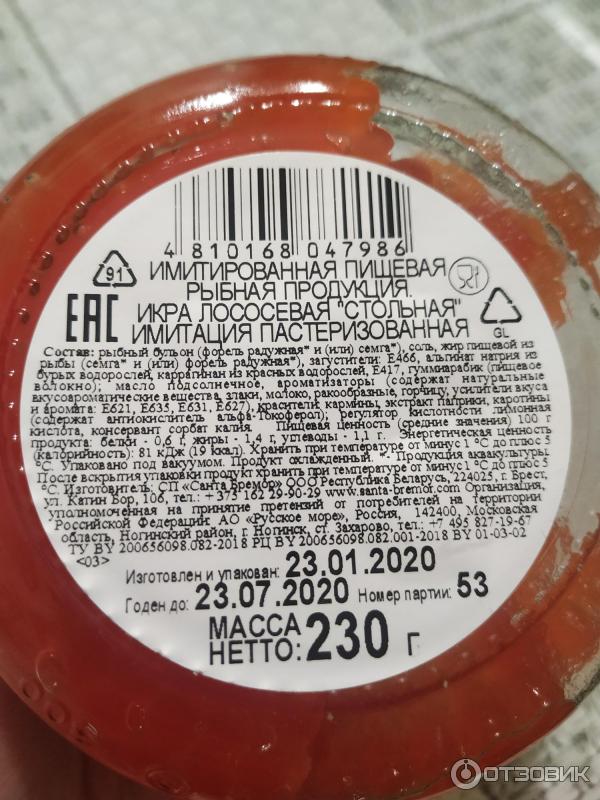 4 810168 047986
91
ИМИТИРОВАННАЯ ПИЩЕВАЯ
РЫБНАЯ ПРОДУКЦИЯ.
ИКРА ЛОСОСЕВАЯ "СТОЛЬНАЯ"
ИМИТАЦИЯ ПАСТЕРИЗОВАННАЯ
EAC
GL
Состав: рыбный бульон (форель радужная* и (или) семга*), соль, жир пищевой из
рыбы (семга* и (или) форель радужная*), загустители: Е466, альгинат натрия из
бурых водорослей, каррагинан из красных водорослей, Е417, гуммиарабик (пищевое
волокно); масло подсолнечное, ароматизаторы (содержат натуральные
вкусоароматические вещества, злаки, молоко, ракообразные, горчицу, усилители вкуса
и аромата: Е621, Е635, Е631, Е627), красители: кармины, экстракт паприки, каротины
(содержат антиокислитель альфа-Токоферол), регулятор кислотности лимонная
кислота, консервант сорбат калия. Пищевая ценность (средние значения) 100 г
продукта: белки - 0,6 г, жиры - 1,4 г, углеводы - 1,1 г. Энергетическая ценность
(калорийность): 81 кДж (19 ккал). Хранить при температуре от минус 1 °С до плюс 5
°С. Упаковано под вакуумом. Продукт охлажденный. *- Продукция аквакультуры.
После вскрытия упаковки продукт хранить при температуре от минус 1 °С до плюс 5
°С. Изготовитель: СП «Санта Бремор» ООО Республика Беларусь, 224025, г. Брест,
ул. Катин Бор, 106, тел.: + 375 162 29-90-29 www.santa-bremor.com Организация,
уполномоченная на принятие претензий от потребителей на территории
Российской Федерации: АО «Русское море», Россия, 142400, Московская
область, Ногинский район, г. Ногинск, ст. Захарово, тел.: +7 495 827-19-67
ТУ BY 200656098.082-2018 РЦ BY 200656098.082.001-2018 BY 01-03-02
<03>
Изготовлен и упакован: 23.01.2020
Годен до: 23.07.2020 Номер партии: 53
МАССА
НЕТТО: 230 г
ОТЗОВИК